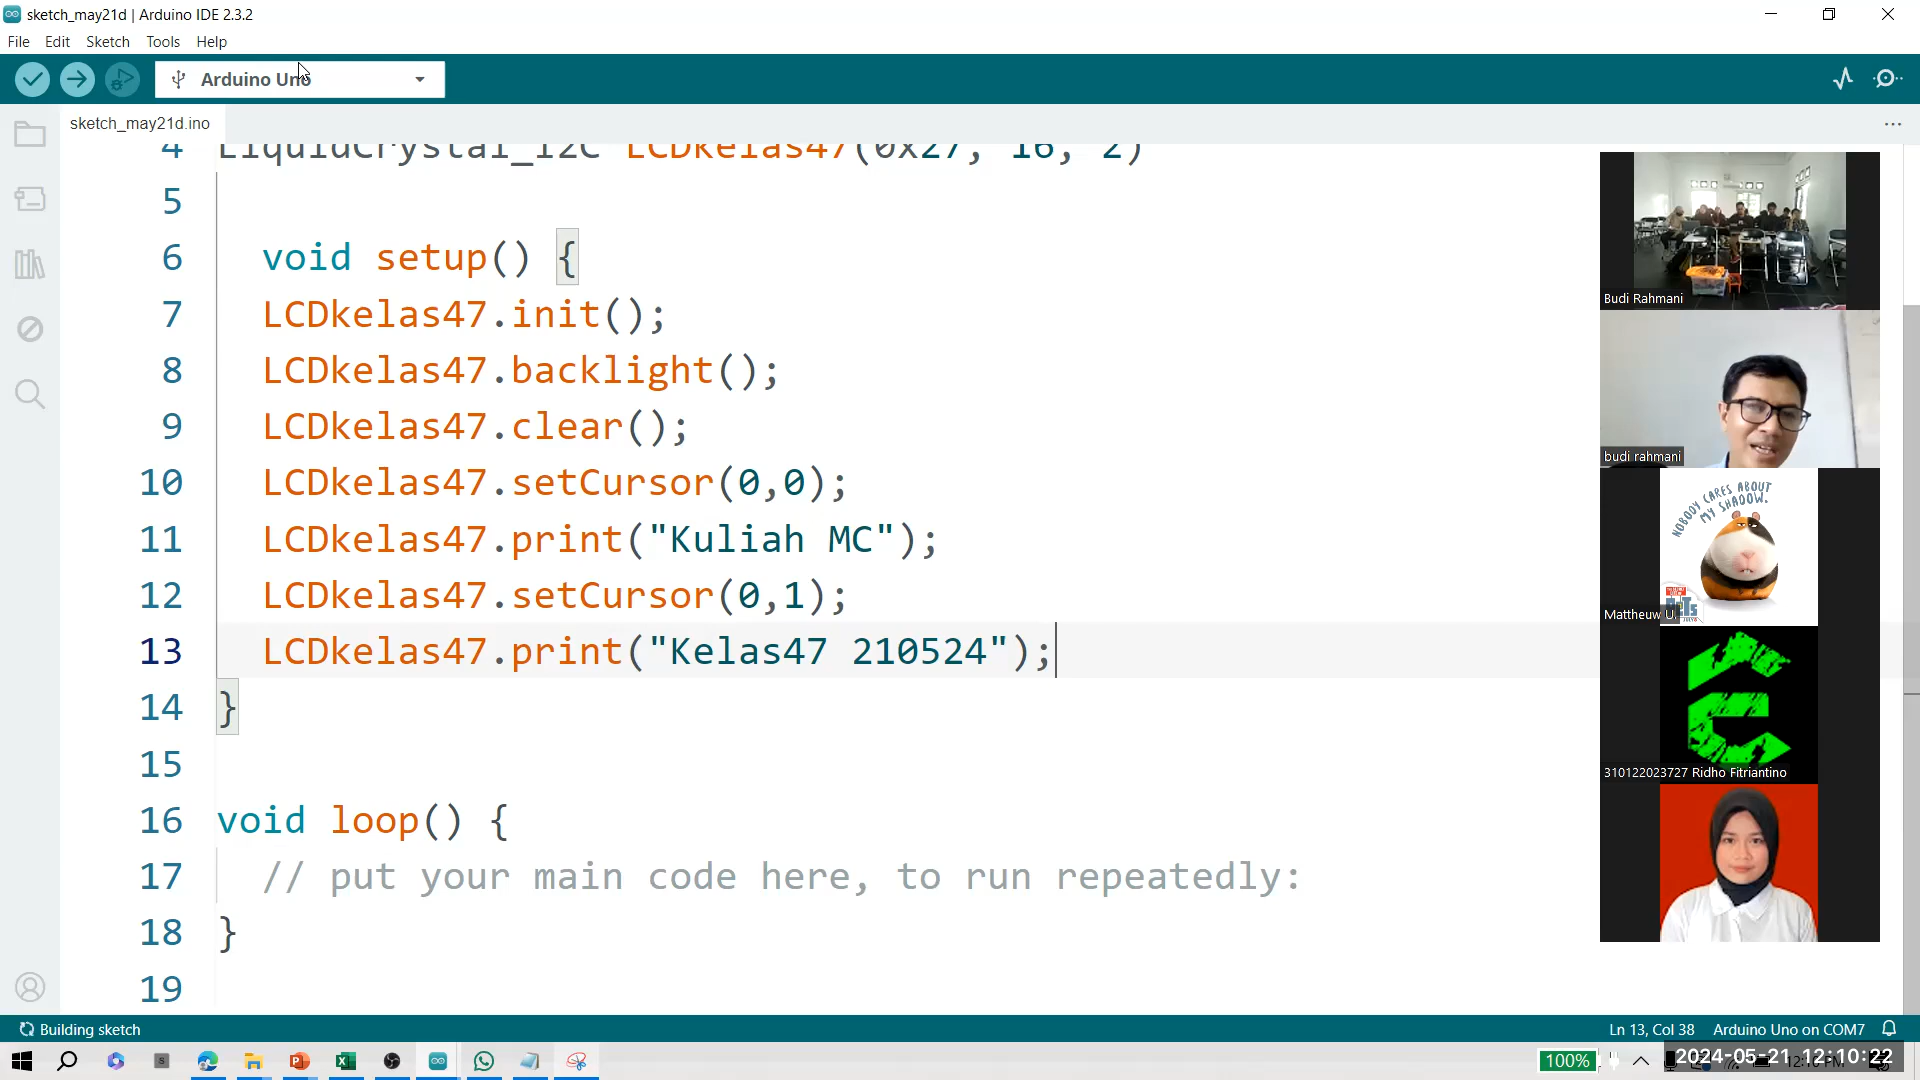 sketch_may21d | Arduino IDE 2.3.2
File Edit Sketch Tools Help
Arduino Uno
sketch_may21d.ino
4 LiquidCrystal_I2C LCDkelas47(0x27, 16, 2)
5
6 void setup() {
7 LCDkelas47.init();
8 LCDkelas47.backlight();
9 LCDkelas47.clear();
10 LCDkelas47.setCursor(0,0);
11 LCDkelas47.print("Kuliah MC");
12 LCDkelas47.setCursor(0,1);
13 LCDkelas47.print("Kelas47 210524");
14 }
15
16 void loop() {
17 // put your main code here, to run repeatedly:
18 }
19
Budi Rahmani
budi rahmani
NOBODY CARES ABOUT
MY SHADOW.
Mattheuw U.
310122023727 Ridho Fitriantino
Building sketch
Ln 13, Col 38 Arduino Uno on COM7
100%
2024-05-21 12:10:22